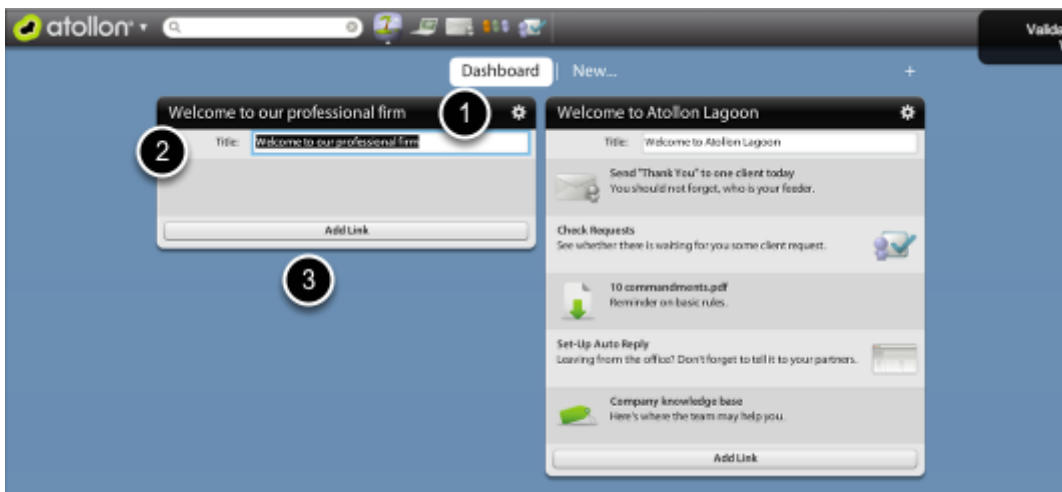 atollon
Valida
Dashboard
New...
+
Welcome to our professional firm
1
2
Title:
Welcome to our professional firm
Add Link
3
Welcome to Atollon Lagoon
Title:
Welcome to Atollon Lagoon
Send "Thank You" to one client today
You should not forget, who is your feeder.
Check Requests
See whether there is waiting for you some client request.
10 commandments.pdf
Reminder on basic rules.
Set-Up Auto Reply
Leaving from the office? Don't forget to tell it to your partners.
Company knowledge base
Here's where the team may help you.
Add Link